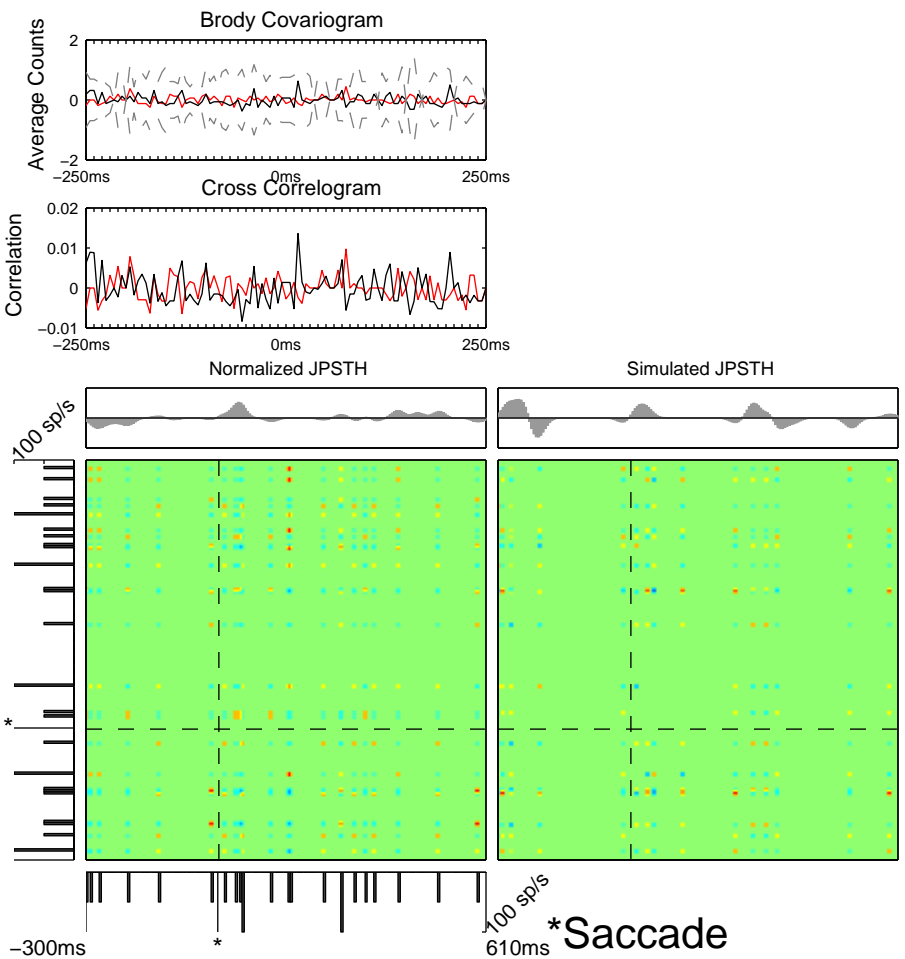 Brody Covariogram
Average Counts
2
0
−2
−250ms
0ms
250ms
Cross Correlogram
Correlation
0.02
0.01
0
−0.01
−250ms
0ms
250ms
Normalized JPSTH
Simulated JPSTH
100 sp/s
*
100 sp/s
−300ms
*
610ms
*Saccade